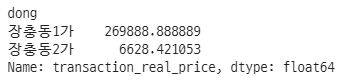 dong
장충동1가    269888.888889
장충동2가      6628.421053
Name: transaction_real_price, dtype: float64